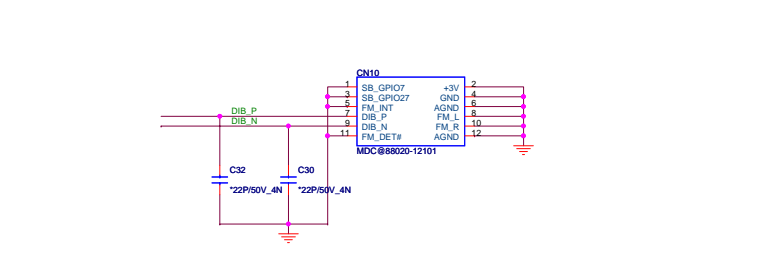 CN10
1 SB_GPIO7 +3V 2
3 SB_GPIO27 GND 4
5 FM_INT AGND 6
DIB_P 7 DIB_P FM_L 8
DIB_N 9 DIB_N FM_R 10
11 FM_DET# AGND 12
MDC@88020-12101
C32 C30
*22P/50V_4N *22P/50V_4N